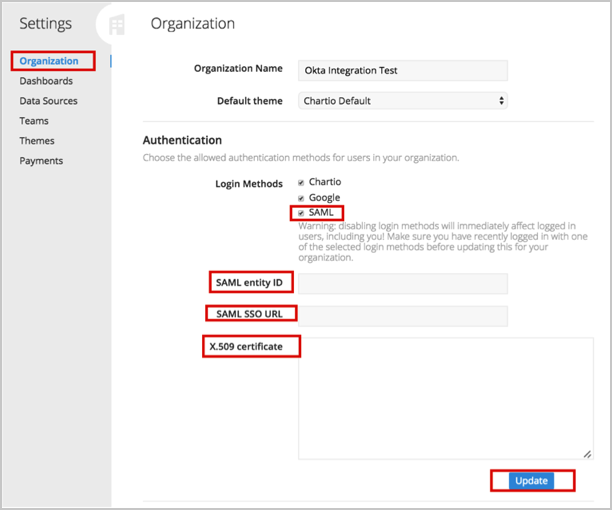 Settings
Organization
Dashboards
Data Sources
Teams
Themes
Payments
Organization
Organization Name
Okta Integration Test
Default theme
Chartio Default
Authentication
Choose the allowed authentication methods for users in your organization.
Login Methods
Chartio
Google
SAML
Warning: disabling login methods will immediately affect logged in
users, including you! Make sure you have recently logged in with one
of the selected login methods before updating this for your
organization.
SAML entity ID
SAML SSO URL
X.509 certificate
Update